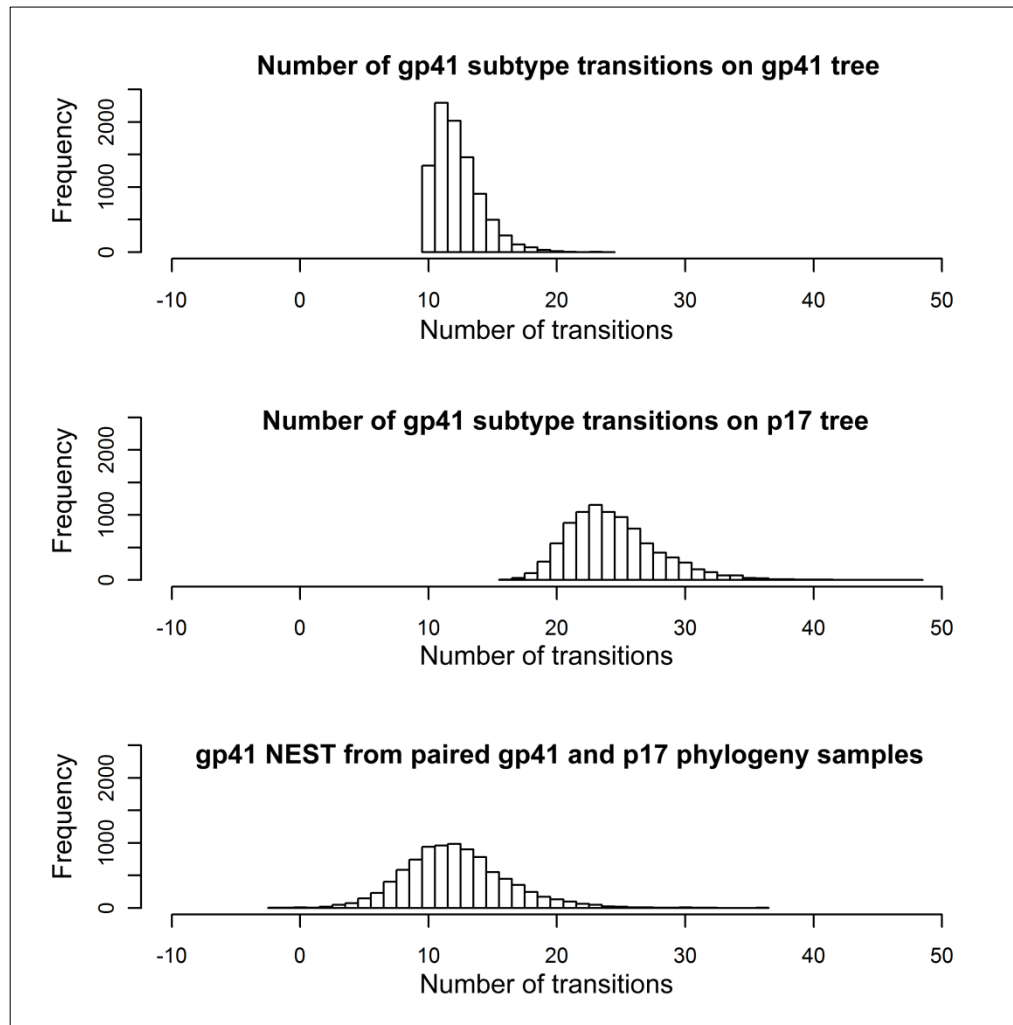 Number of gp41 subtype transitions on gp41 tree
Frequency
0 1000 2000
-10 0 10 20 30 40 50
Number of transitions
Number of gp41 subtype transitions on p17 tree
Frequency
0 1000 2000
-10 0 10 20 30 40 50
Number of transitions
gp41 NEST from paired gp41 and p17 phylogeny samples
Frequency
0 1000 2000
-10 0 10 20 30 40 50
Number of transitions